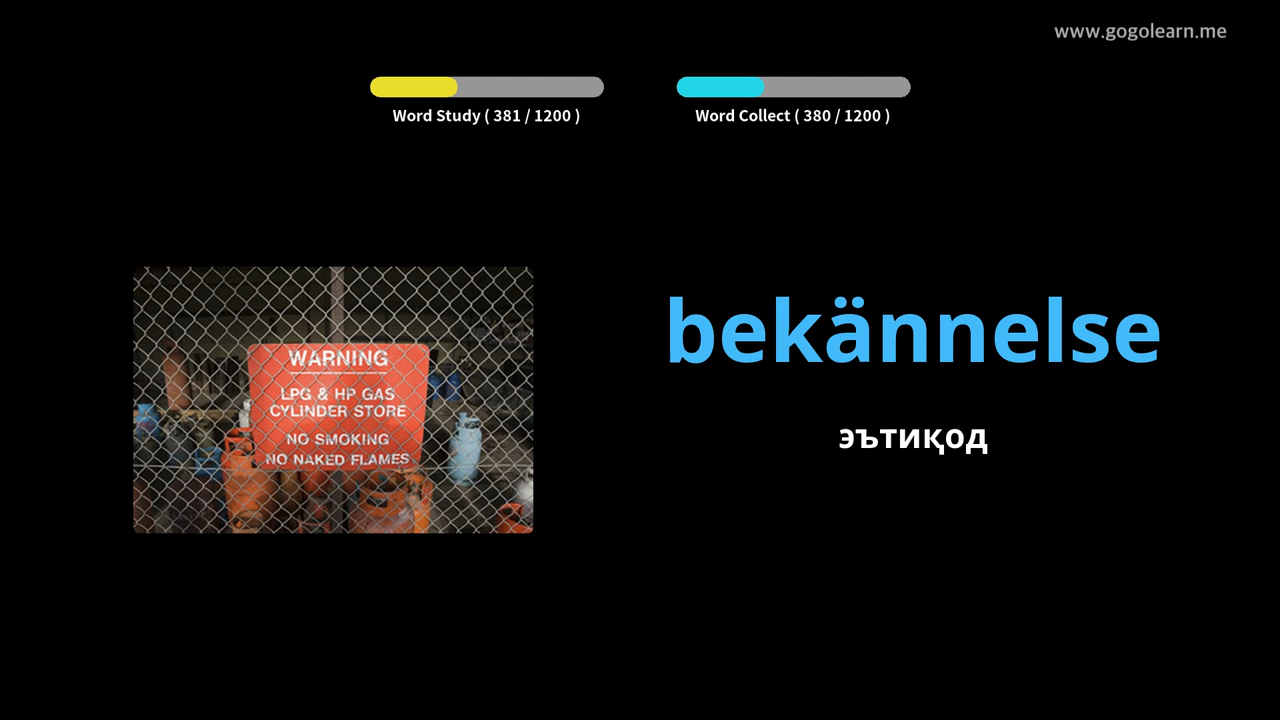 www.gogolearn.me
Word Study ( 381 / 1200 )
Word Collect ( 380 / 1200 )
WARNING
LPG & HP GAS
CYLINDER STORE
NO SMOKING
NO NAKED FLAMES
bekännelse
эътиқод